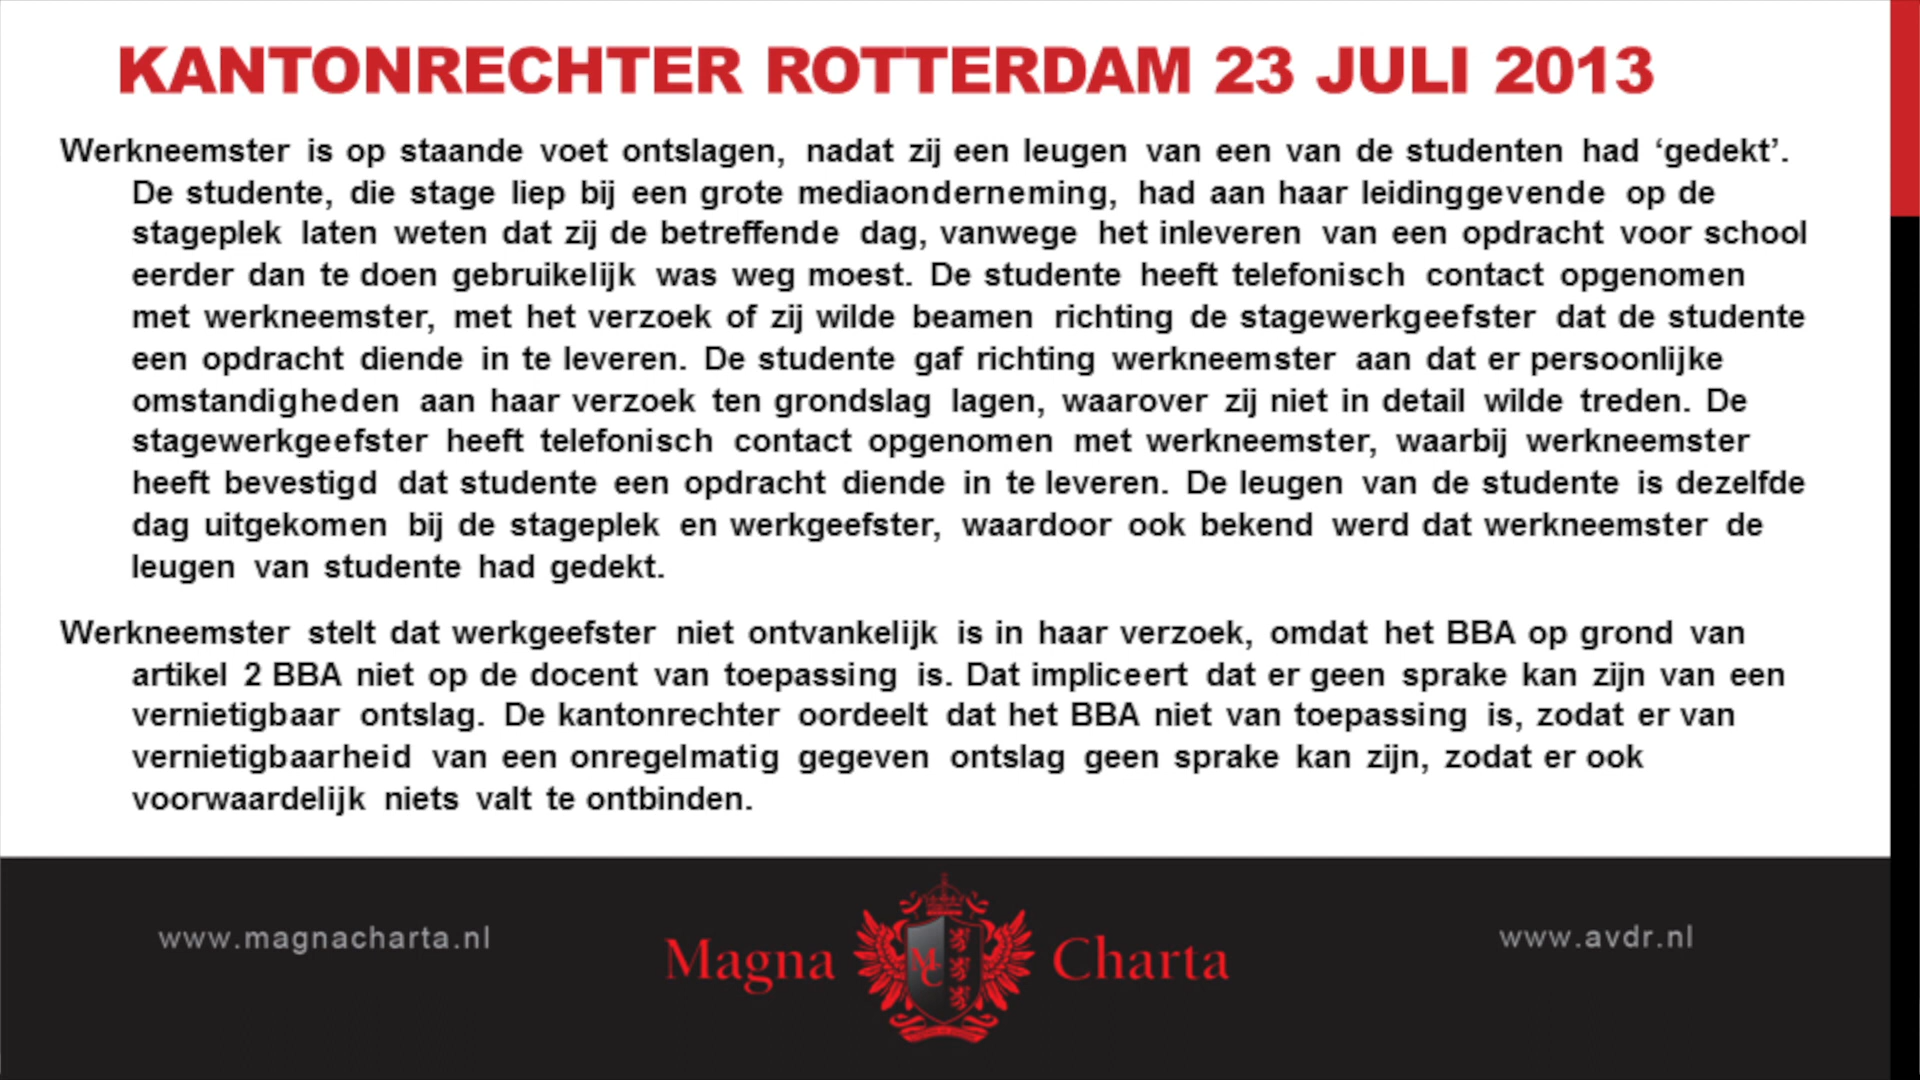 KANTONRECHTER ROTTERDAM 23 JULI 2013
Werkneemster is op staande voet ontslagen, nadat zij een leugen van een van de studenten had ‘gedekt’.
De studente, die stage liep bij een grote mediaonderneming, had aan haar leidinggevende op de
stageplek laten weten dat zij de betreffende dag, vanwege het inleveren van een opdracht voor school
eerder dan te doen gebruikelijk was weg moest. De studente heeft telefonisch contact opgenomen
met werkneemster, met het verzoek of zij wilde beamen richting de stagewerkgeefster dat de studente
een opdracht diende in te leveren. De studente gaf richting werkneemster aan dat er persoonlijke
omstandigheden aan haar verzoek ten grondslag lagen, waarover zij niet in detail wilde treden. De
stagewerkgeefster heeft telefonisch contact opgenomen met werkneemster, waarbij werkneemster
heeft bevestigd dat studente een opdracht diende in te leveren. De leugen van de studente is dezelfde
dag uitgekomen bij de stageplek en werkgeefster, waardoor ook bekend werd dat werkneemster de
leugen van studente had gedekt.
Werkneemster stelt dat werkgeefster niet ontvankelijk is in haar verzoek, omdat het BBA op grond van
artikel 2 BBA niet op de docent van toepassing is. Dat impliceert dat er geen sprake kan zijn van een
vernietigbaar ontslag. De kantonrechter oordeelt dat het BBA niet van toepassing is, zodat er van
vernietigbaarheid van een onregelmatig gegeven ontslag geen sprake kan zijn, zodat er ook
voorwaardelijk niets valt te ontbinden.
www.magnacharta.nl
Magna MC Charta
www.avdr.nl